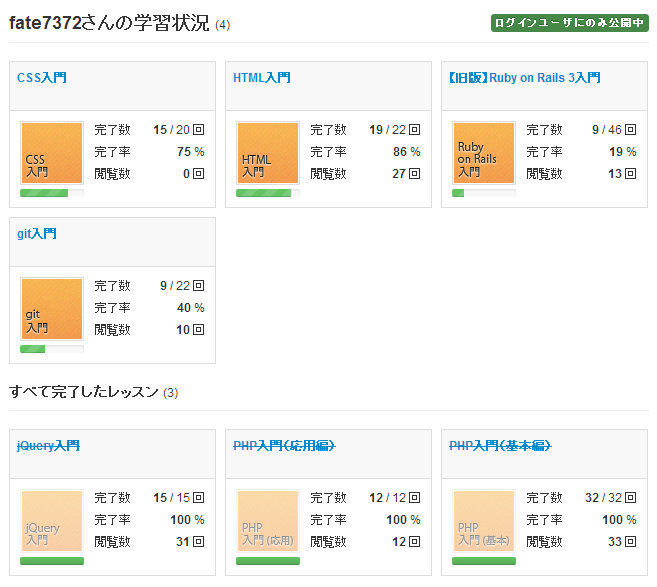 fate7372さんの学習状況 (4)
ログインユーザにのみ公開中
CSS入門
CSS
入門
完了数 15 / 20 回
完了率 75 %
閲覧数 0 回
HTML入門
HTML
入門
完了数 19 / 22 回
完了率 86 %
閲覧数 27 回
【旧版】Ruby on Rails 3入門
Ruby
on Rails
入門
完了数 9 / 46 回
完了率 19 %
閲覧数 13 回
git入門
git
入門
完了数 9 / 22 回
完了率 40 %
閲覧数 10 回
すべて完了したレッスン (3)
jQuery入門
jQuery
入門
完了数 15 / 15 回
完了率 100 %
閲覧数 31 回
PHP入門(応用編)
PHP
入門 (応用)
完了数 12 / 12 回
完了率 100 %
閲覧数 12 回
PHP入門(基本編)
PHP
入門 (基本)
完了数 32 / 32 回
完了率 100 %
閲覧数 33 回